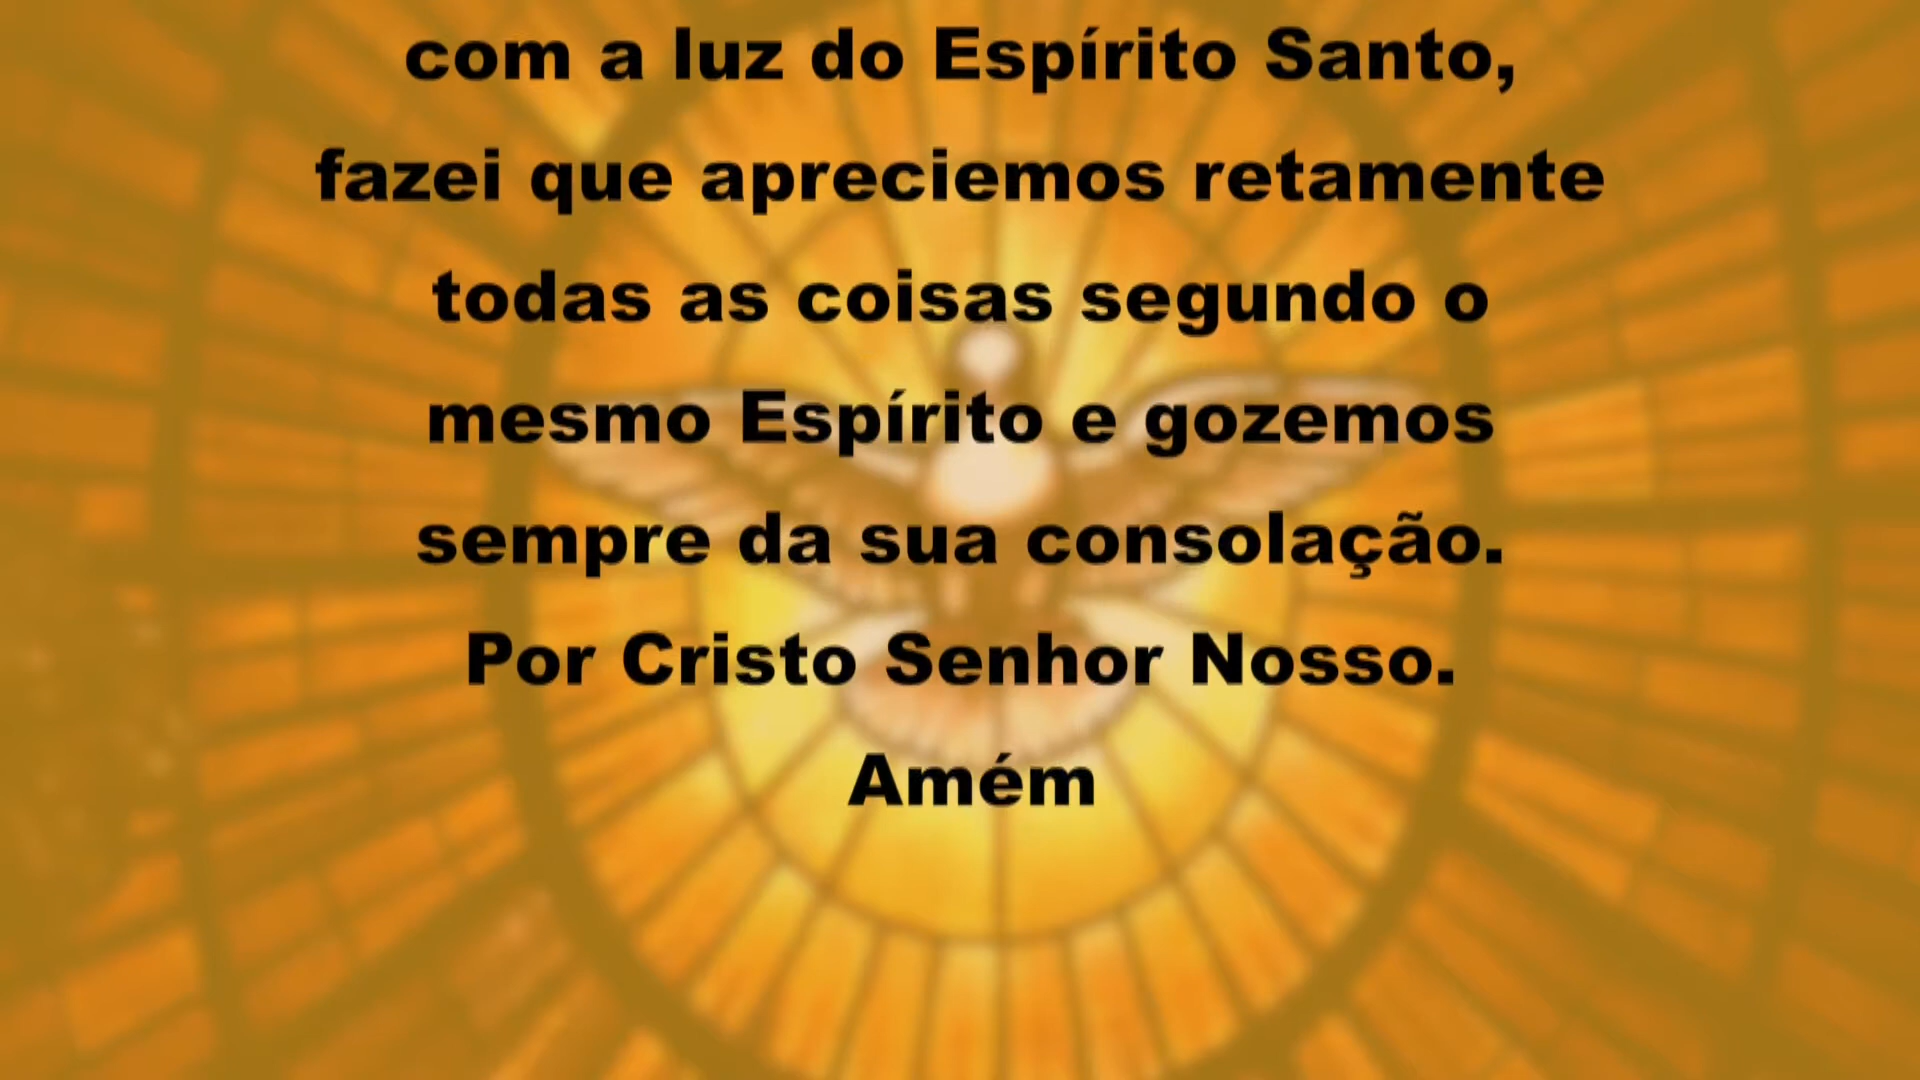 com a luz do Espírito Santo,
fazei que apreciemos retamente
todas as coisas segundo o
mesmo Espírito e gozemos
sempre da sua consolação.
Por Cristo Senhor Nosso.
Amém